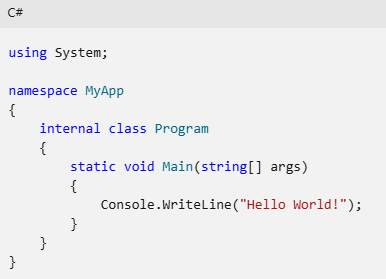 C#
using System;
namespace MyApp
{
    internal class Program
    {
        static void Main(string[] args)
        {
            Console.WriteLine("Hello World!");
        }
    }
}